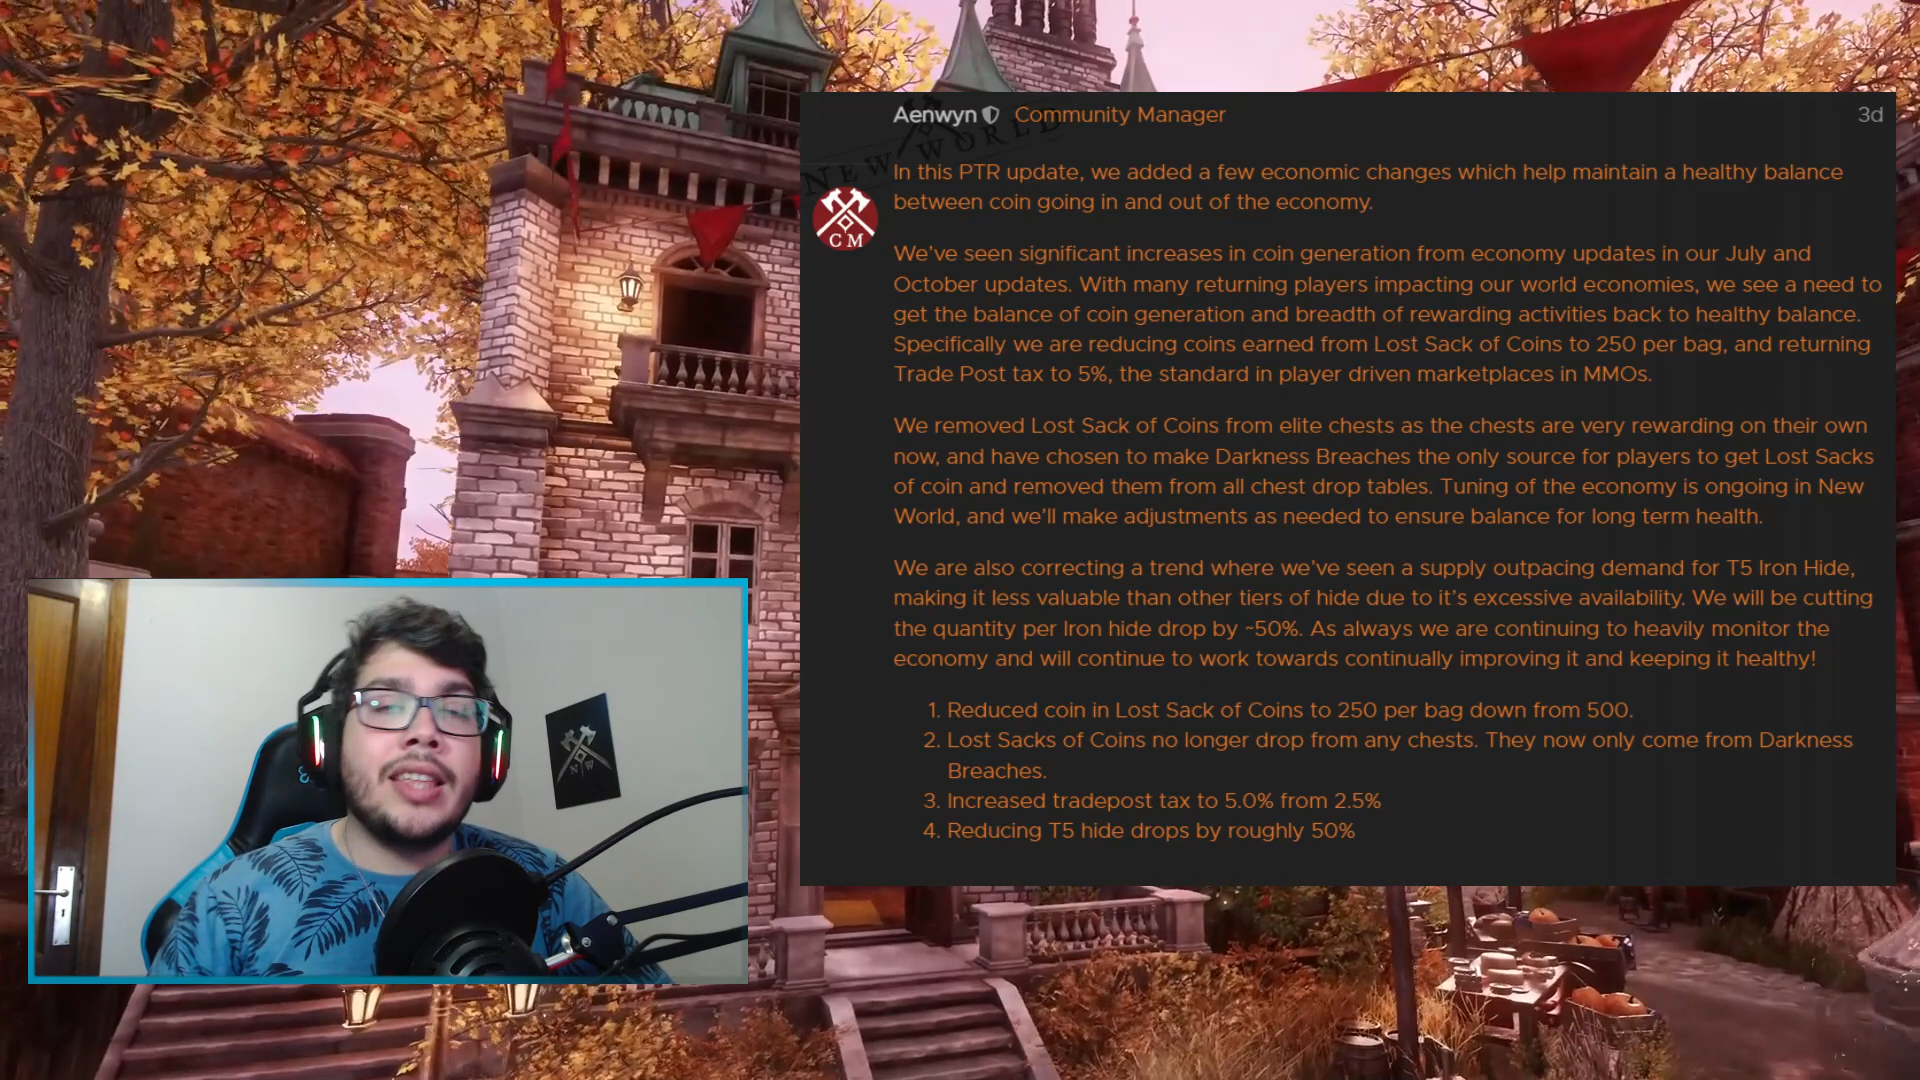 Aenwyn Community Manager 3d
NEW WORLD
In this PTR update, we added a few economic changes which help maintain a healthy balance
between coin going in and out of the economy.
CM
We've seen significant increases in coin generation from economy updates in our July and
October updates. With many returning players impacting our world economies, we see a need to
get the balance of coin generation and breadth of rewarding activities back to healthy balance.
Specifically we are reducing coins earned from Lost Sack of Coins to 250 per bag, and returning
Trade Post tax to 5%, the standard in player driven marketplaces in MMOs.
We removed Lost Sack of Coins from elite chests as the chests are very rewarding on their own
now, and have chosen to make Darkness Breaches the only source for players to get Lost Sacks
of coin and removed them from all chest drop tables. Tuning of the economy is ongoing in New
World, and we'll make adjustments as needed to ensure balance for long term health.
We are also correcting a trend where we've seen a supply outpacing demand for T5 Iron Hide,
making it less valuable than other tiers of hide due to it's excessive availability. We will be cutting
the quantity per Iron hide drop by ~50%. As always we are continuing to heavily monitor the
economy and will continue to work towards continually improving it and keeping it healthy!
1. Reduced coin in Lost Sack of Coins to 250 per bag down from 500.
2. Lost Sacks of Coins no longer drop from any chests. They now only come from Darkness
Breaches.
3. Increased tradepost tax to 5.0% from 2.5%
4. Reducing T5 hide drops by roughly 50%
N W